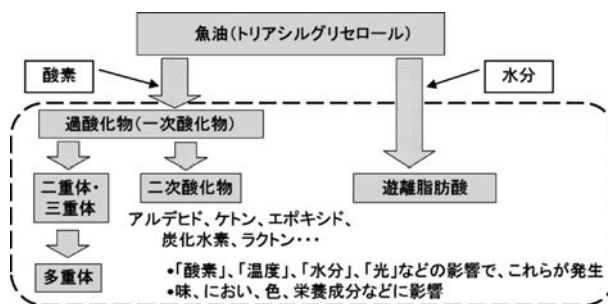 魚油(トリアシルグリセロール)
酸素
水分
過酸化物(一次酸化物)
二重体・
三重体
二次酸化物
遊離脂肪酸
アルデヒド、ケトン、エポキシド、
炭化水素、ラクトン･･･
多重体
•「酸素」、「温度」、「水分」、「光」などの影響で、これらが発生
•味、におい、色、栄養成分などに影響